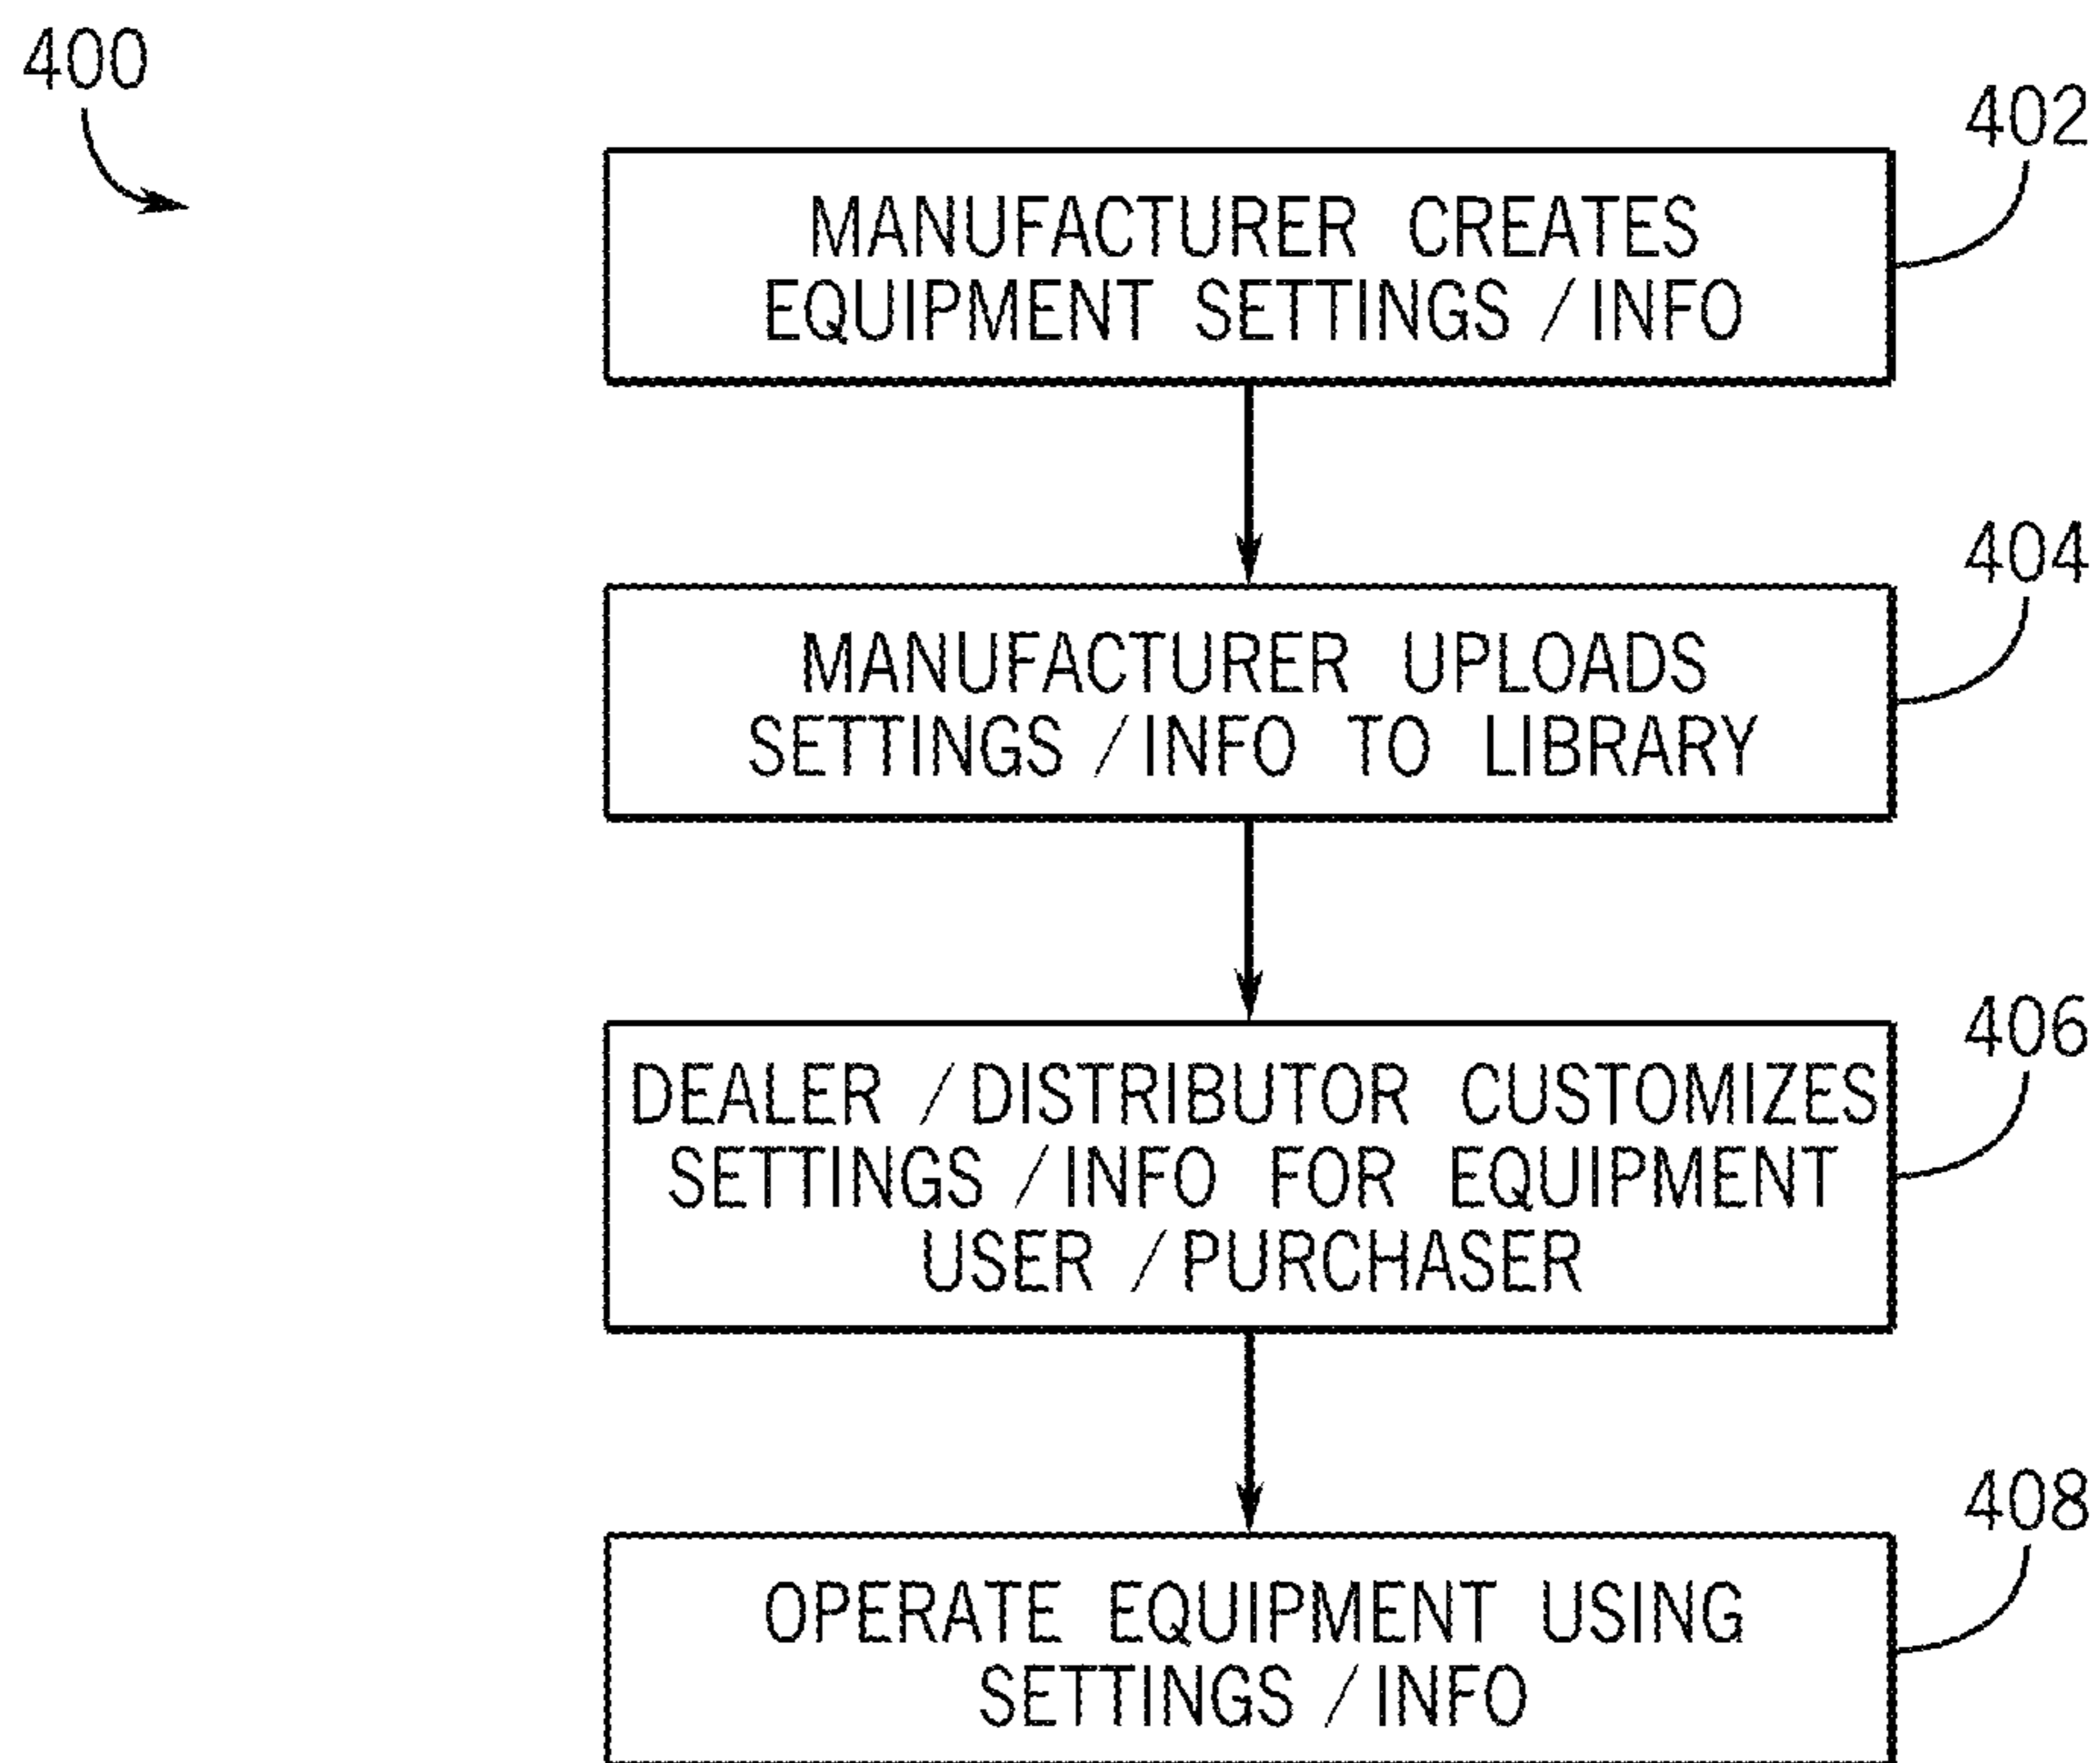 400
402
MANUFACTURER CREATES
EQUIPMENT SETTINGS /INFO
404
MANUFACTURER UPLOADS
SETTINGS /INFO TO LIBRARY
406
DEALER /DISTRIBUTOR CUSTOMIZES
SETTINGS /INFO FOR EQUIPMENT
USER /PURCHASER
408
OPERATE EQUIPMENT USING
SETTINGS /INFO